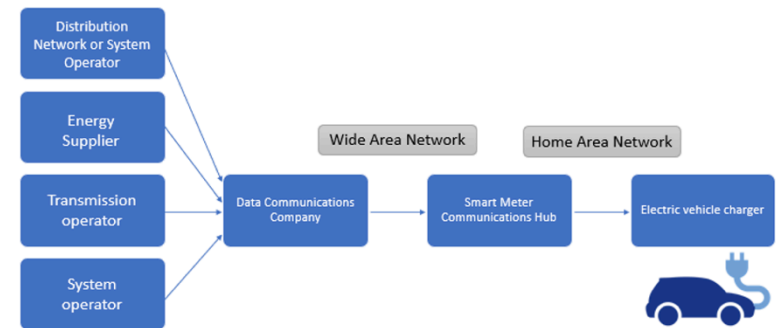 Distribution
Network or System
Operator
Energy
Supplier
Wide Area Network
Home Area Network
Transmission
operator
Data Communications
Company
Smart Meter
Communications Hub
Electric vehicle charger
System
operator